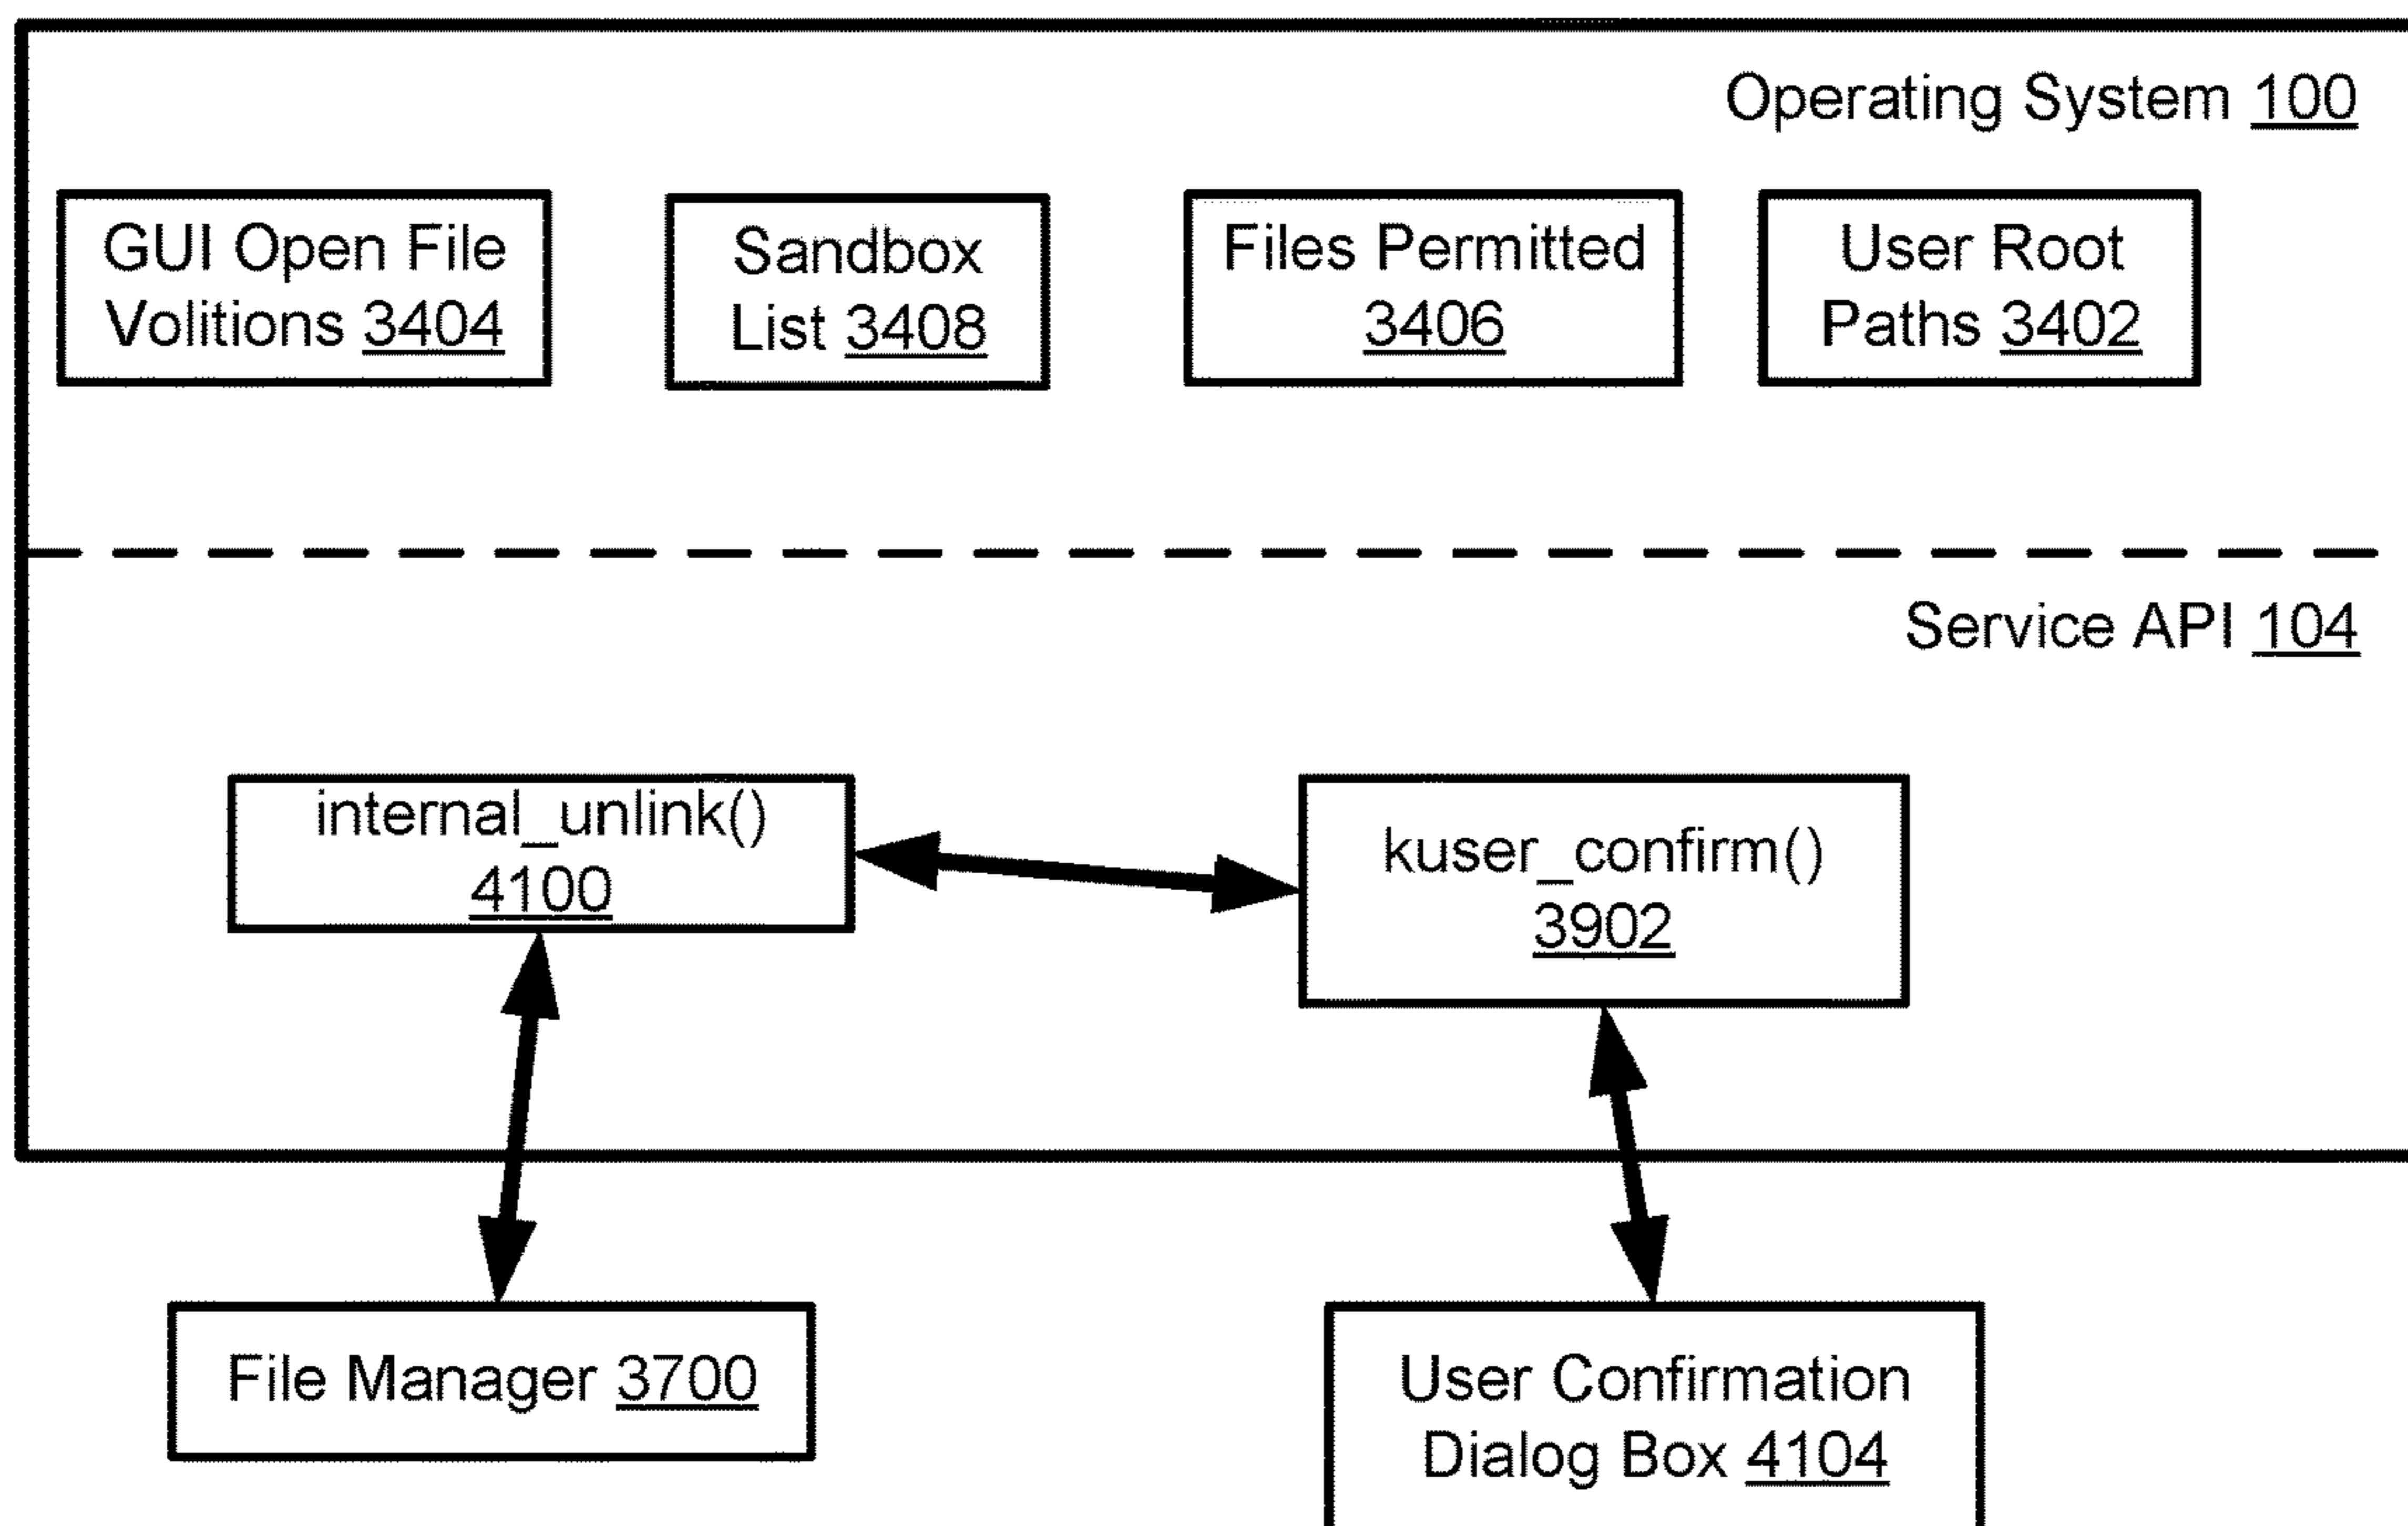 Operating System 100
GUI Open File
Volitions 3404
Sandbox
List 3408
Files Permitted
3406
User Root
Paths 3402
Service API 104
internal_unlink()
4100
kuser_confirm()
3902
File Manager 3700
User Confirmation
Dialog Box 4104